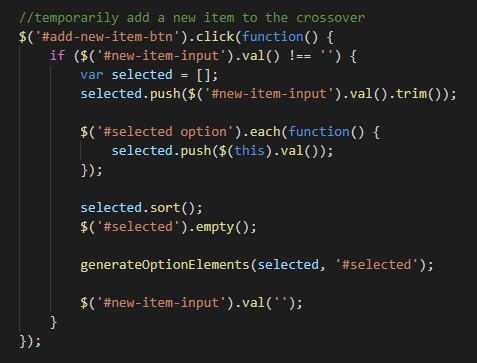 //temporarily add a new item to the crossover
$('#add-new-item-btn').click(function() {
    if ($('#new-item-input').val() !== '') {
        var selected = [];
        selected.push($('#new-item-input').val().trim());

        $('#selected option').each(function() {
            selected.push($(this).val());
        });

        selected.sort();
        $('#selected').empty();

        generateOptionElements(selected, '#selected');

        $('#new-item-input').val('');
    }
});